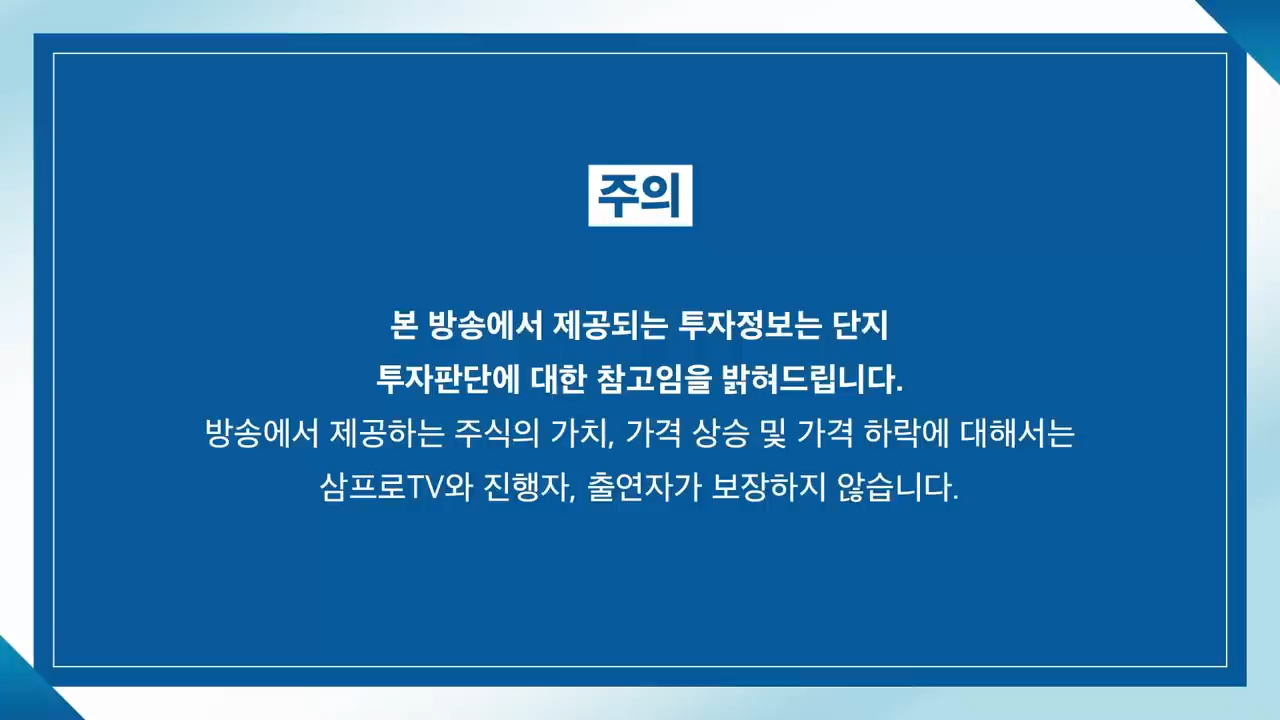 주의
본 방송에서 제공되는 투자정보는 단지
투자판단에 대한 참고임을 밝혀드립니다.
방송에서 제공하는 주식의 가치, 가격 상승 및 가격 하락에 대해서는
삼프로TV와 진행자, 출연자가 보장하지 않습니다.